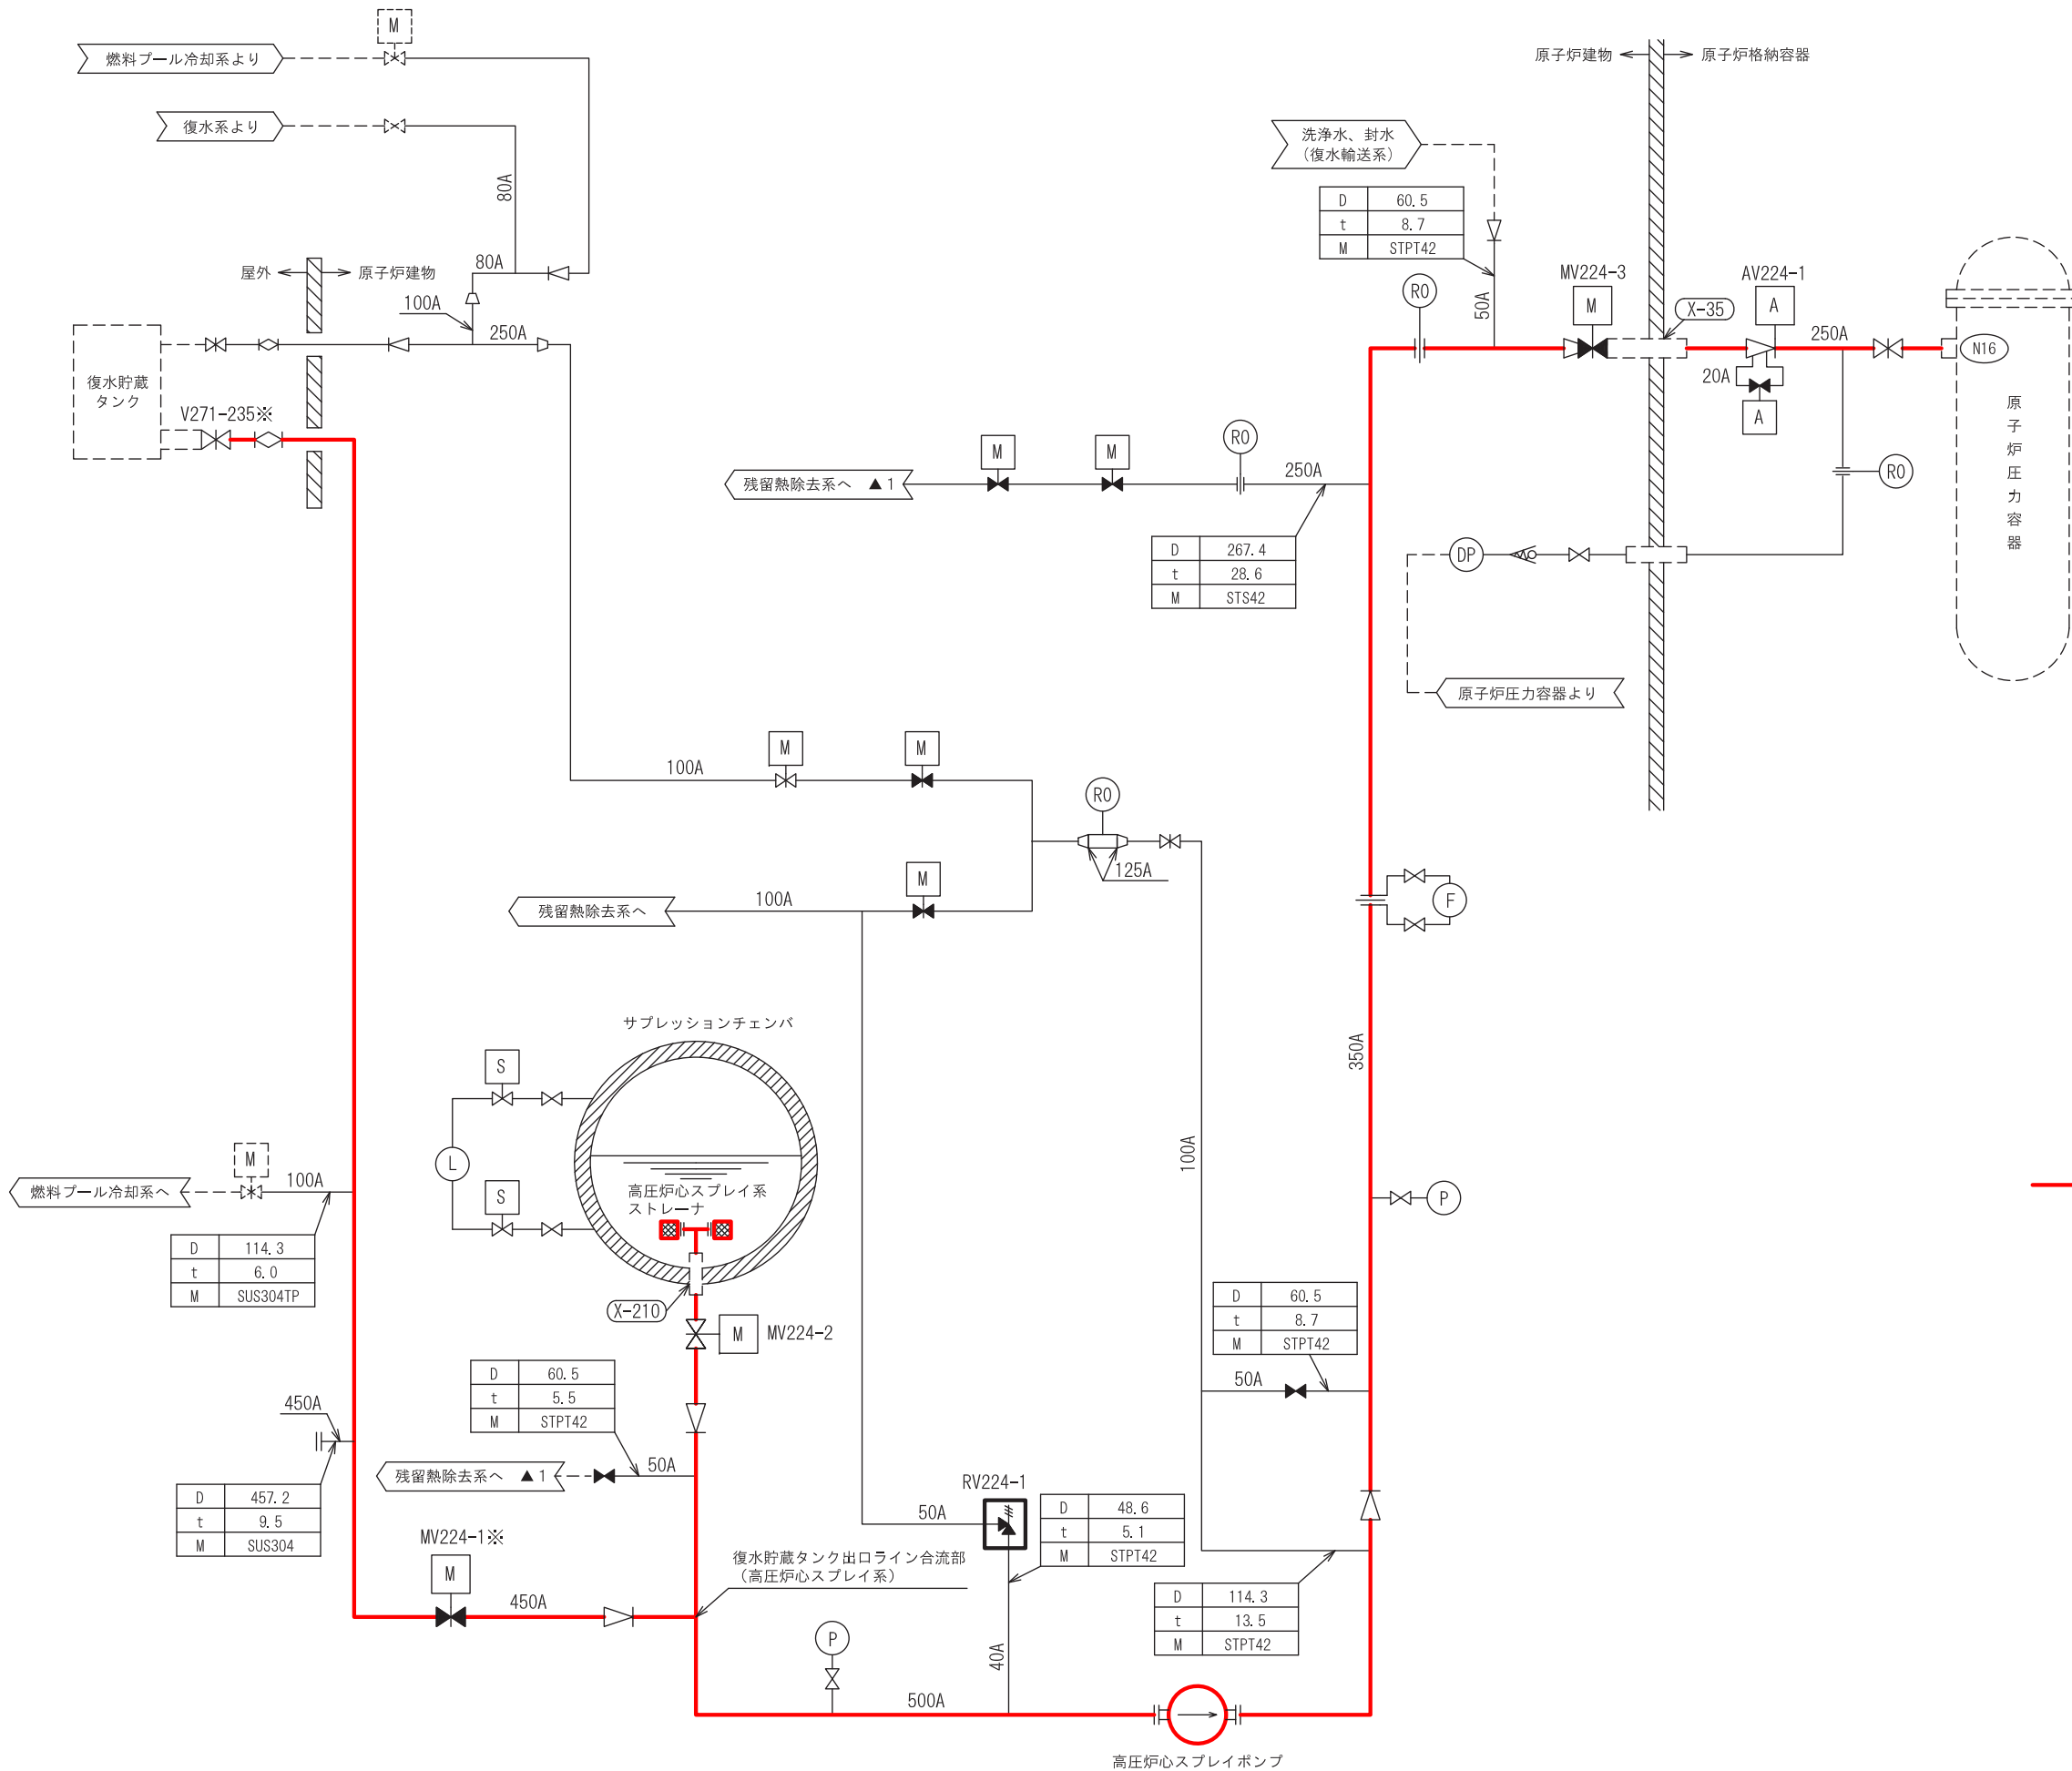 M
燃料プール冷却系より
復水系より
80A
80A
屋外
原子炉建物
100A
250A
復水貯蔵
タンク
V271-235※
原子炉建物
原子炉格納容器
洗浄水、封水
(復水輸送系)
D 60.5
t 8.7
M STPT42
50A
RO
MV224-3
M
X-35
AV224-1
A
250A
N16
20A
A
原子炉圧力容器
RO
M
M
RO
250A
残留熱除去系へ ▲1
D 267.4
t 28.6
M STS42
DP
原子炉圧力容器より
M
M
100A
RO
125A
M
100A
残留熱除去系へ
F
350A
サプレッションチェンバ
S
L
S
高圧炉心スプレイ系
ストレーナ
100A
P
M
100A
燃料プール冷却系へ
D 114.3
t 6.0
M SUS304TP
X-210
M
MV224-2
D 60.5
t 8.7
M STPT42
50A
D 60.5
t 5.5
M STPT42
450A
50A
残留熱除去系へ ▲1
D 457.2
t 9.5
M SUS304
RV224-1
50A
D 48.6
t 5.1
M STPT42
MV224-1※
M
450A
復水貯蔵タンク出口ライン合流部
(高圧炉心スプレイ系)
D 114.3
t 13.5
M STPT42
P
40A
500A
高圧炉心スプレイポンプ